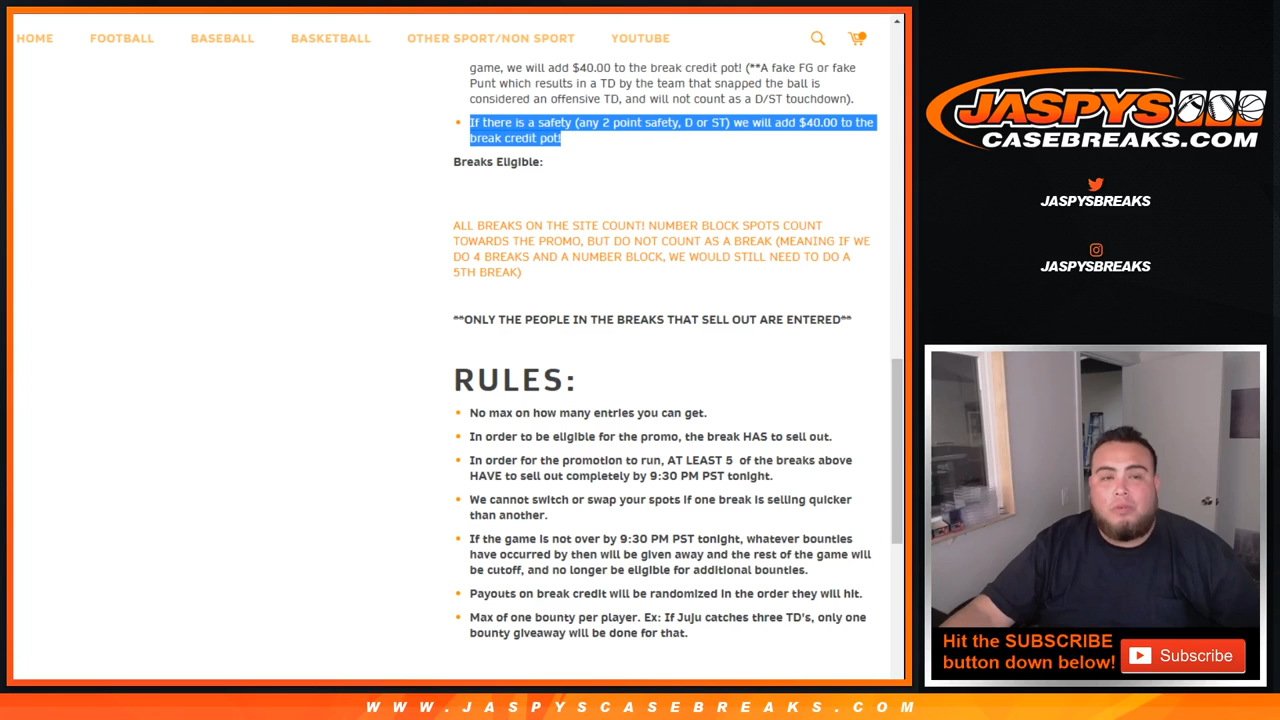 HOME FOOTBALL BASEBALL BASKETBALL OTHER SPORT/NON SPORT YOUTUBE
game, we will add $40.00 to the break credit pot! (**A fake FG or fake
Punt which results in a TD by the team that snapped the ball is
considered an offensive TD, and will not count as a D/ST touchdown).
If there is a safety (any 2 point safety, D or ST) we will add $40.00 to the
break credit pot!
Breaks Eligible:
ALL BREAKS ON THE SITE COUNT! NUMBER BLOCK SPOTS COUNT
TOWARDS THE PROMO, BUT DO NOT COUNT AS A BREAK (MEANING IF WE
DO 4 BREAKS AND A NUMBER BLOCK, WE WOULD STILL NEED TO DO A
5TH BREAK)
**ONLY THE PEOPLE IN THE BREAKS THAT SELL OUT ARE ENTERED**
RULES:
No max on how many entries you can get.
In order to be eligible for the promo, the break HAS to sell out.
In order for the promotion to run, AT LEAST 5 of the breaks above
HAVE to sell out completely by 9:30 PM PST tonight.
We cannot switch or swap your spots if one break is selling quicker
than another.
If the game is not over by 9:30 PM PST tonight, whatever bounties
have occurred by then will be given away and the rest of the game will
be cutoff, and no longer be eligible for additional bounties.
Payouts on break credit will be randomized in the order they will hit.
Max of one bounty per player. Ex: If Juju catches three TD's, only one
bounty giveaway will be done for that.
JASPYS
CASEBREAKS.COM
JASPYSBREAKS
JASPYSBREAKS
Hit the SUBSCRIBE
button down below!
Subscribe
WWW.JASPYSCASEBREAKS.COM